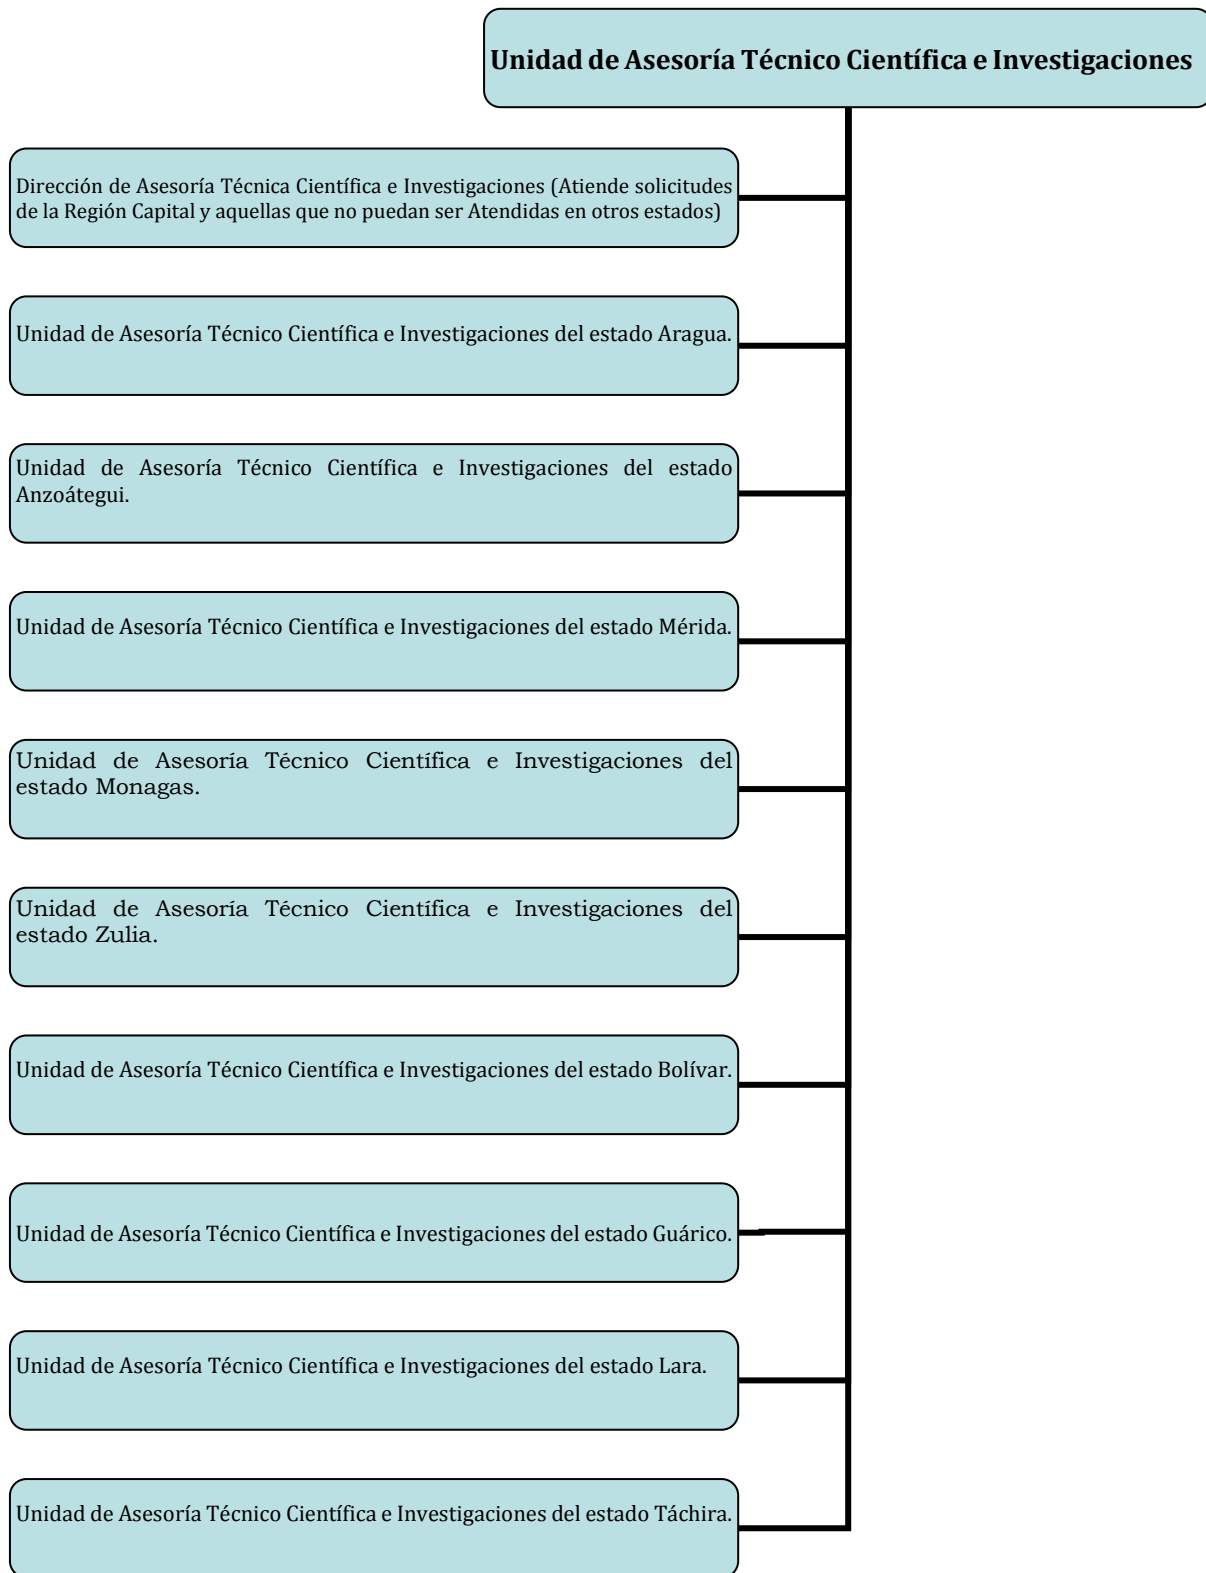 Unidad de Asesoría Técnico Científica e Investigaciones
Dirección de Asesoría Técnica Científica e Investigaciones (Atiende solicitudes
de la Región Capital y aquellas que no puedan ser Atendidas en otros estados)
Unidad de Asesoría Técnico Científica e Investigaciones del estado Aragua.
Unidad de Asesoría Técnico Científica e Investigaciones del estado
Anzoátegui.
Unidad de Asesoría Técnico Científica e Investigaciones del estado Mérida.
Unidad de Asesoría Técnico Científica e Investigaciones del
estado Monagas.
Unidad de Asesoría Técnico Científica e Investigaciones del
estado Zulia.
Unidad de Asesoría Técnico Científica e Investigaciones del estado Bolívar.
Unidad de Asesoría Técnico Científica e Investigaciones del estado Guárico.
Unidad de Asesoría Técnico Científica e Investigaciones del estado Lara.
Unidad de Asesoría Técnico Científica e Investigaciones del estado Táchira.